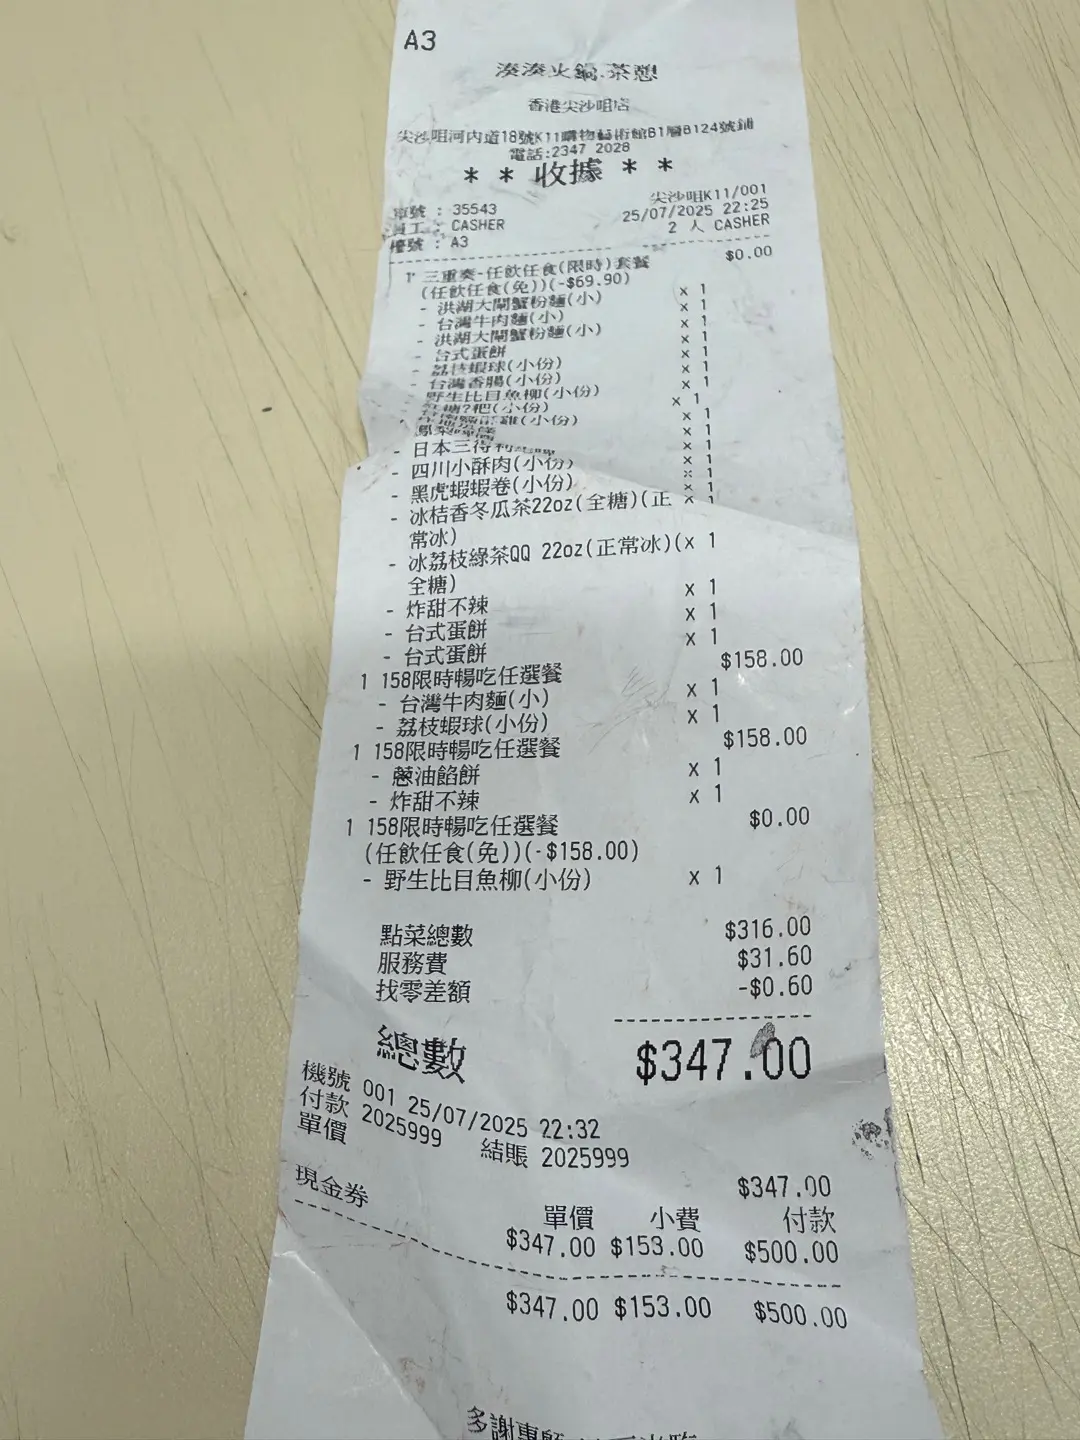 A3
湊湊火鍋.茶憩
香港尖沙咀店
尖沙咀河內道18號K11購物藝術館B1層B124號鋪
電話:2347 2028
* * 收據 * *
尖沙咀K11/001
單號 : 35543 25/07/2025 22:25
員工 : CASHER 2 人 CASHER
檯號 : A3
1 三重奏-任飲任食(限時)套餐 $0.00
(任飲任食(免))(-$69.90)
- 洪湖大閘蟹粉麵(小) x 1
- 台灣牛肉麵(小) x 1
- 洪湖大閘蟹粉麵(小) x 1
- 台式蛋餅 x 1
- 荔枝蝦球(小份) x 1
- 台灣香腸(小份) x 1
- 野生比目魚柳(小份) x 1
糖?粑(小份) x 1
雞(小份) x 1
x 1
- 日本三得利 x 1
- 四川小酥肉(小份) x 1
- 黑虎蝦蝦卷(小份) x 1
- 冰桔香冬瓜茶22oz(全糖)(正 x 1
常冰)
- 冰荔枝綠茶QQ 22oz(正常冰)(x 1
全糖)
- 炸甜不辣 x 1
- 台式蛋餅 x 1
- 台式蛋餅 x 1
1 158限時暢吃任選餐 $158.00
- 台灣牛肉麵(小) x 1
- 荔枝蝦球(小份) x 1
1 158限時暢吃任選餐 $158.00
- 蔥油餡餅 x 1
- 炸甜不辣 x 1
1 158限時暢吃任選餐 $0.00
(任飲任食(免))(-$158.00)
- 野生比目魚柳(小份) x 1
點菜總數 $316.00
服務費 $31.60
找零差額 -$0.60
總數 $347.00
機號 001 25/07/2025 22:32
付款 2025999 結賬 2025999
單價 $347.00
單價 小費 付款
現金券 $347.00 $153.00 $500.00
$347.00 $153.00 $500.00
多謝惠顧